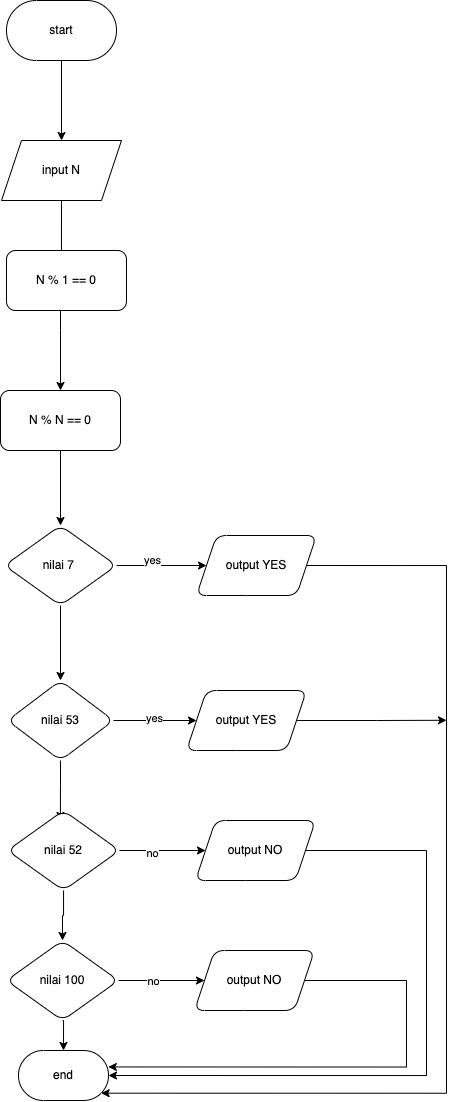 start
input N
N % 1 == 0
N % N == 0
nilai 7
yes
output YES
nilai 53
yes
output YES
nilai 52
no
output NO
nilai 100
no
output NO
end